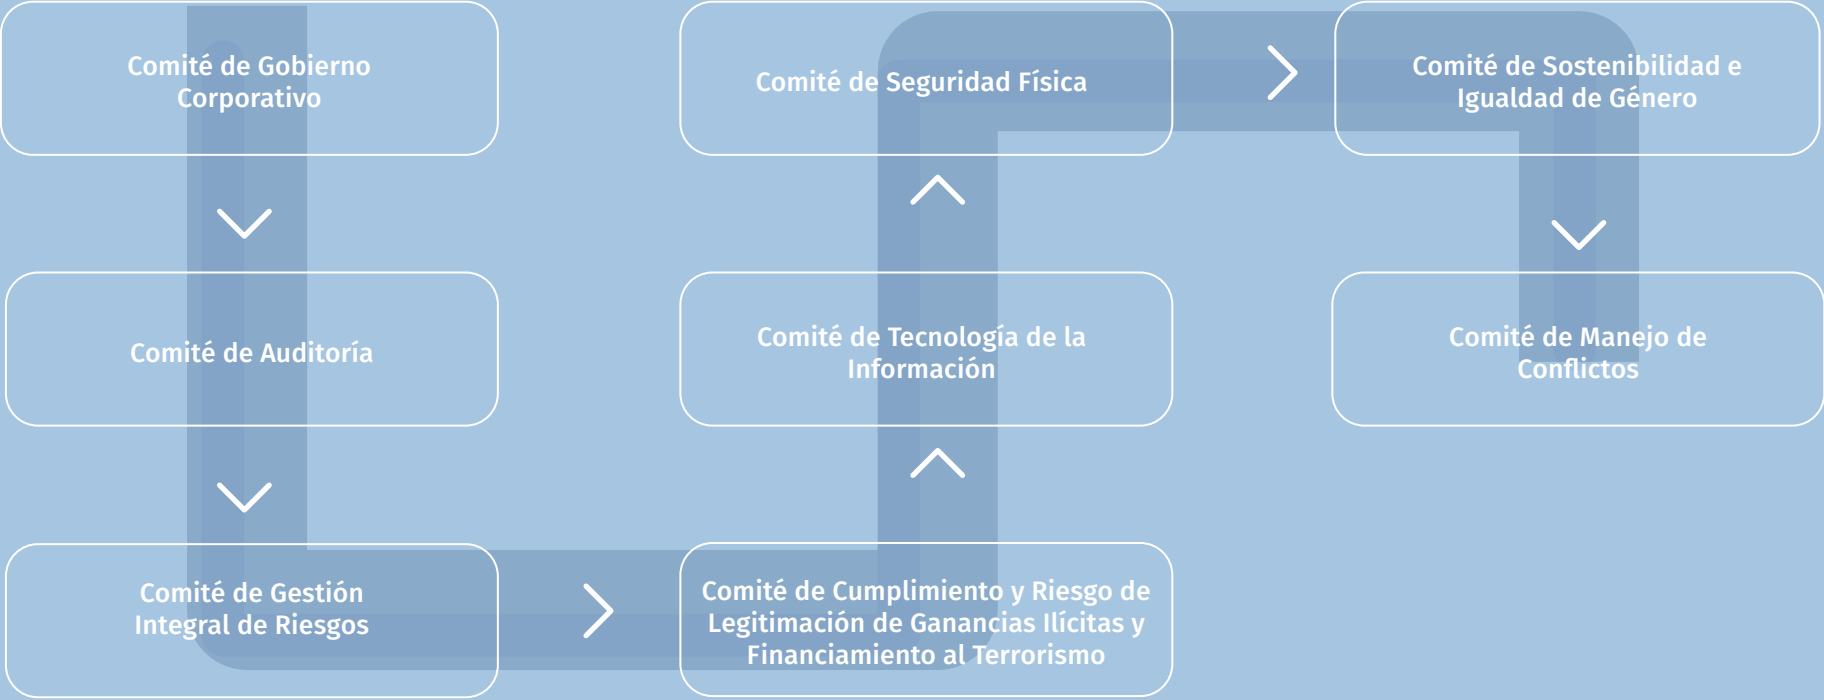 Comité de Gobierno
Corporativo
Comité de Auditoría
Comité de Gestión
Integral de Riesgos
Comité de Cumplimiento y Riesgo de
Legitimación de Ganancias Ilícitas y
Financiamiento al Terrorismo
Comité de Tecnología de la
Información
Comité de Seguridad Física
Comité de Sostenibilidad e
Igualdad de Género
Comité de Manejo de
Conflictos